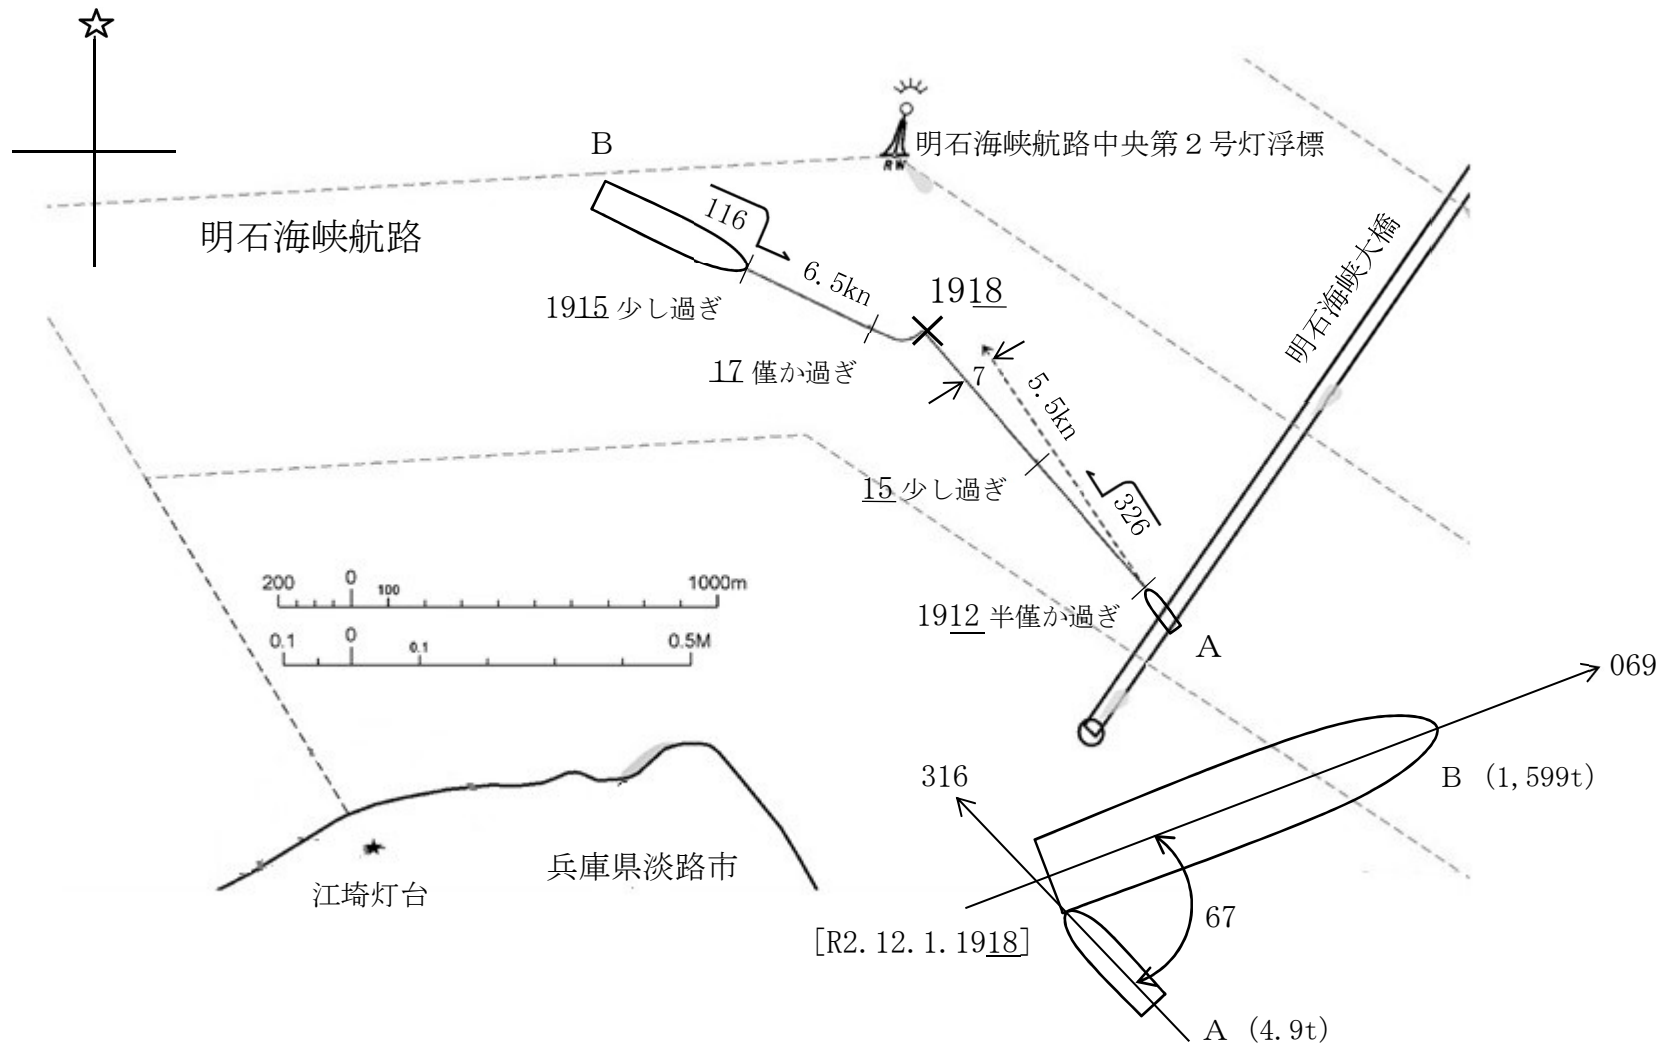 明石海峡航路中央第２号灯浮標
RW
B
116
明石海峡航路
明石海峡大橋
6.5kn
1918
1915 少し過ぎ
17 僅か過ぎ
7
5.5kn
15 少し過ぎ
326
200 0 100 1000m
1912 半僅か過ぎ
0.1 0 0.1 0.5M
A
069
316
B (1,599t)
兵庫県淡路市
江埼灯台
67
[R2.12.1.1918]
A (4.9t)